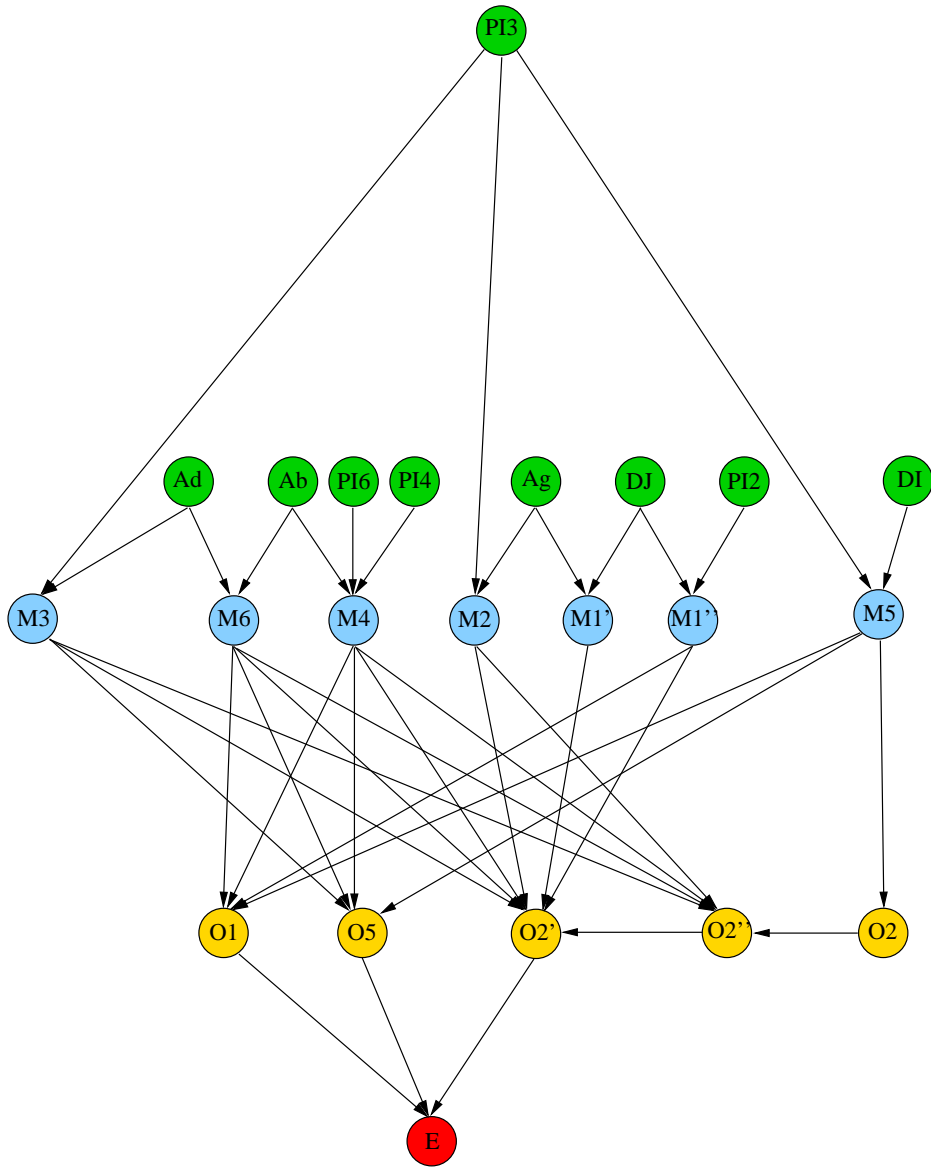 PI3
Ad Ab PI6 PI4 Ag DJ PI2 DI
M3 M6 M4 M2 M1' M1'' M5
O1 O5 O2' O2'' O2
E